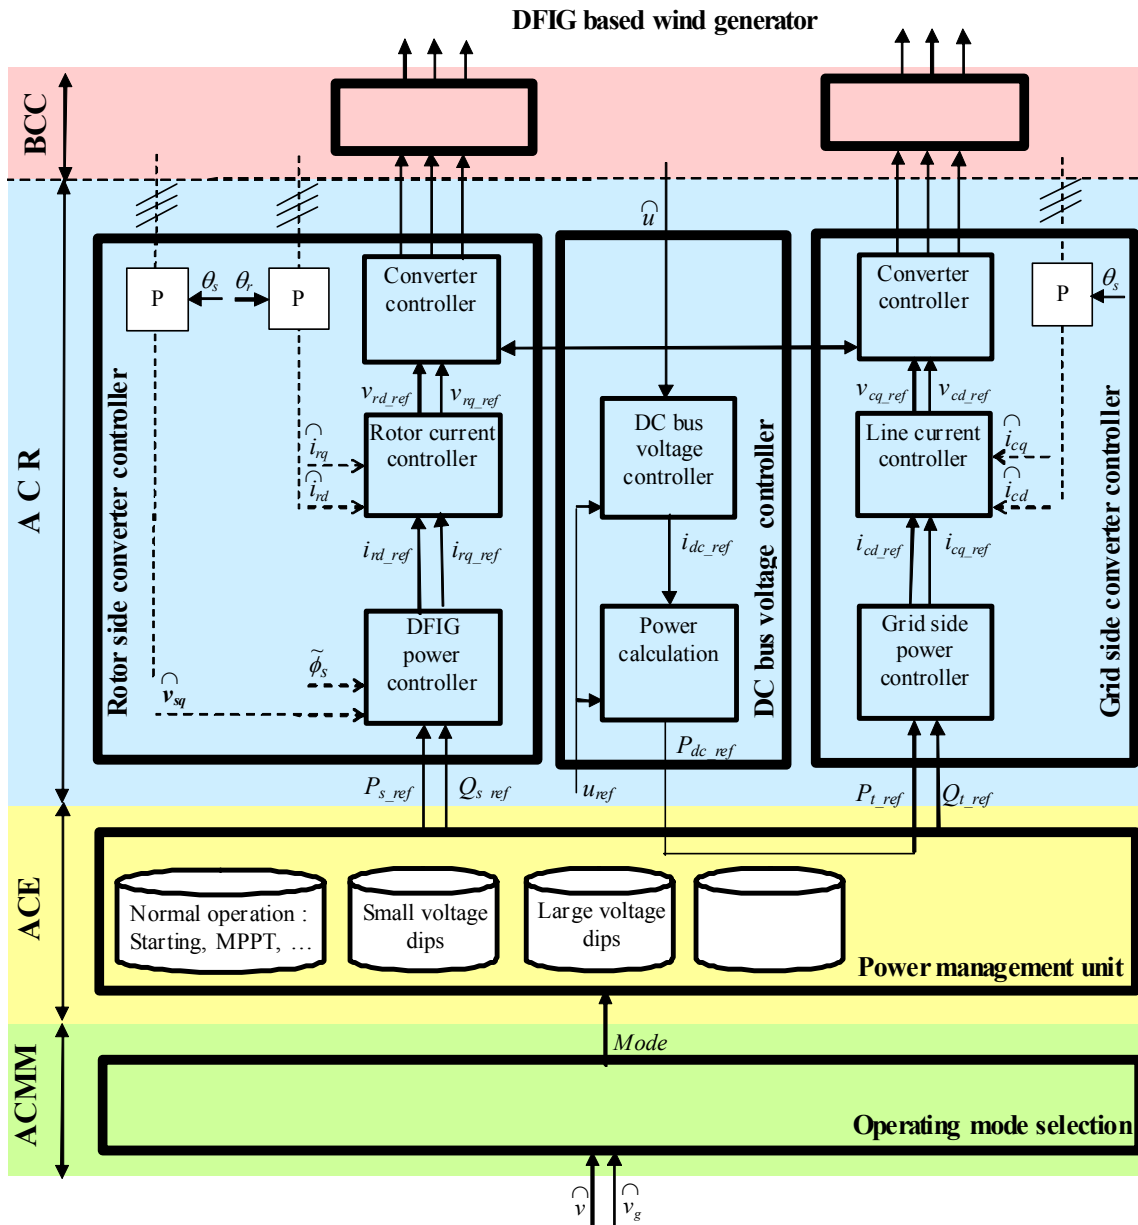 DFIG based wind generator
BCC
A C R
ACE
ACMM
û
P
θs
θr
P
Converter
controller
Converter
controller
P
θs
vrd_ref
vrq_ref
vcq_ref
vcd_ref
îrq
îrd
Rotor current
controller
DC bus
voltage
controller
Line current
controller
îcq
îcd
ird_ref
irq_ref
idc_ref
icd_ref
icq_ref
DFIG
power
controller
Power
calculation
Grid side
power
controller
ϕ̃s
v̂sq
Rotor side converter controller
DC bus voltage controller
Grid side converter controller
Ps_ref
Qs ref
uref
Pdc_ref
Pt_ref
Qt_ref
Normal operation :
Starting, MPPT, …
Small voltage
dips
Large voltage
dips
Power management unit
Mode
Operating mode selection
v̂
v̂g